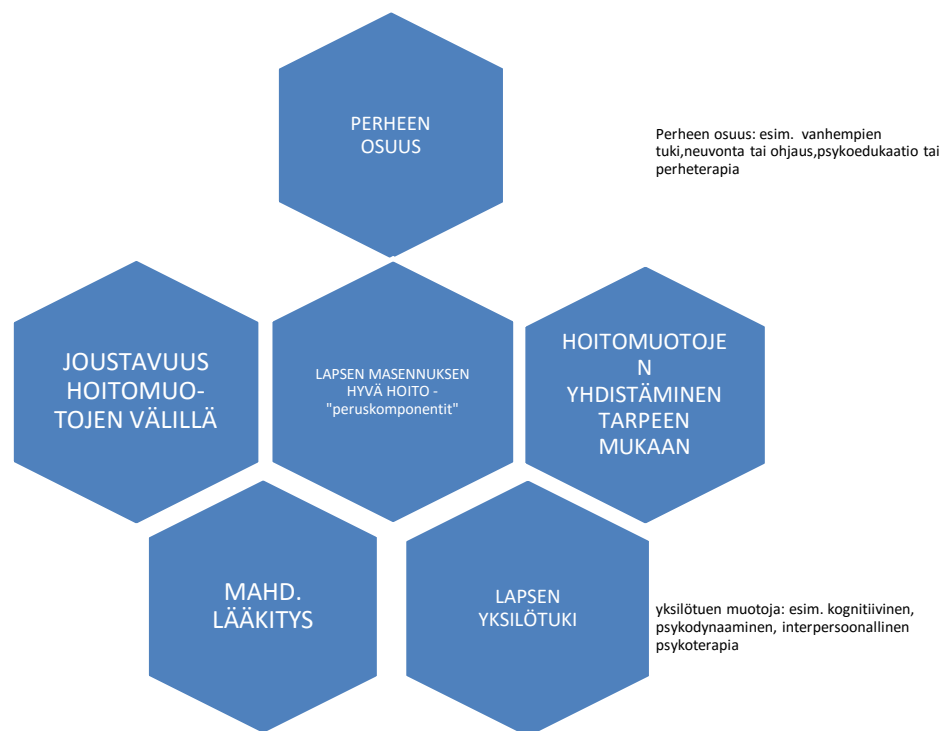 PERHEEN
OSUUS
Perheen osuus: esim. vanhempien
tuki,neuvonta tai ohjaus,psykoedukaatio tai
perheterapia
JOUSTAVUUS
HOITOMUO-
TOJEN VÄLILLÄ
LAPSEN MASENNUKSEN
HYVÄ HOITO -
"peruskomponentit"
HOITOMUOTOJE
N
YHDISTÄMINEN
TARPEEN
MUKAAN
MAHD.
LÄÄKITYS
LAPSEN
YKSILÖTUKI
yksilötuen muotoja: esim. kognitiivinen,
psykodynaaminen, interpersoonallinen
psykoterapia